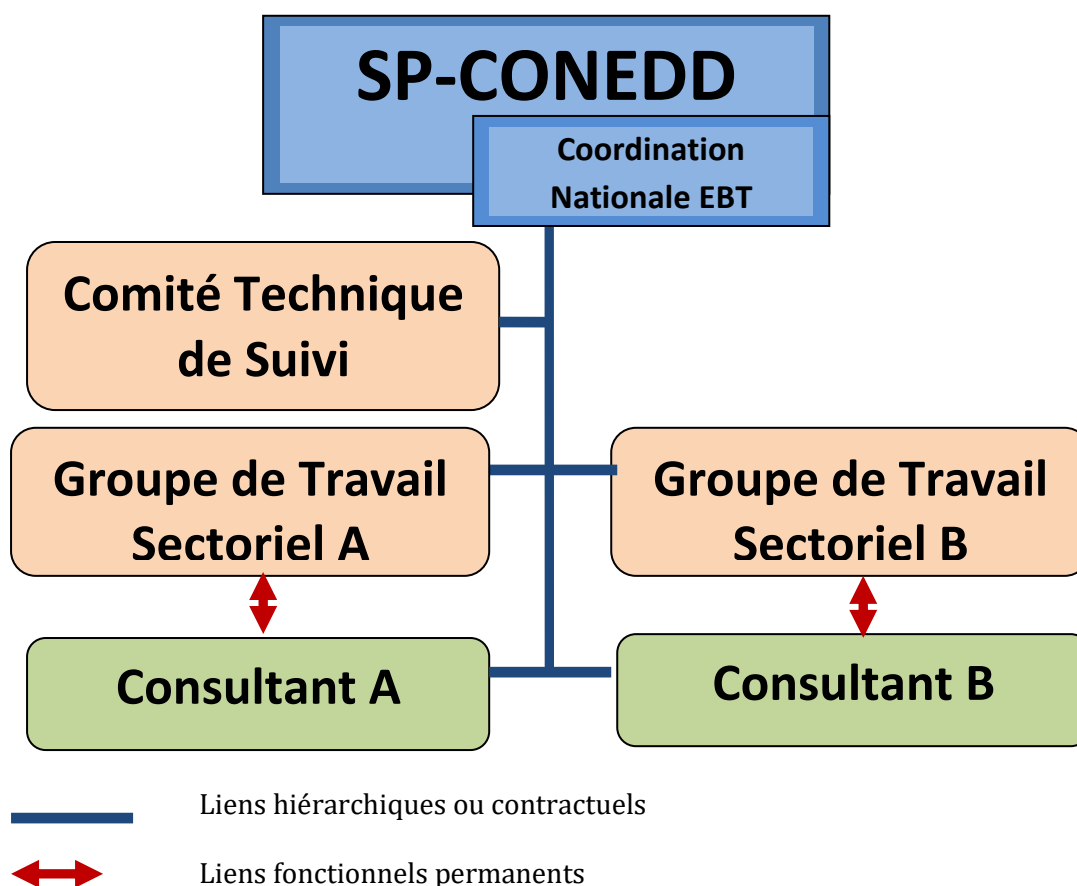 SP-CONEDD
Coordination
Nationale EBT
Comité Technique
de Suivi
Groupe de Travail
Sectoriel A
Groupe de Travail
Sectoriel B
Consultant A
Consultant B
Liens hiérarchiques ou contractuels
Liens fonctionnels permanents